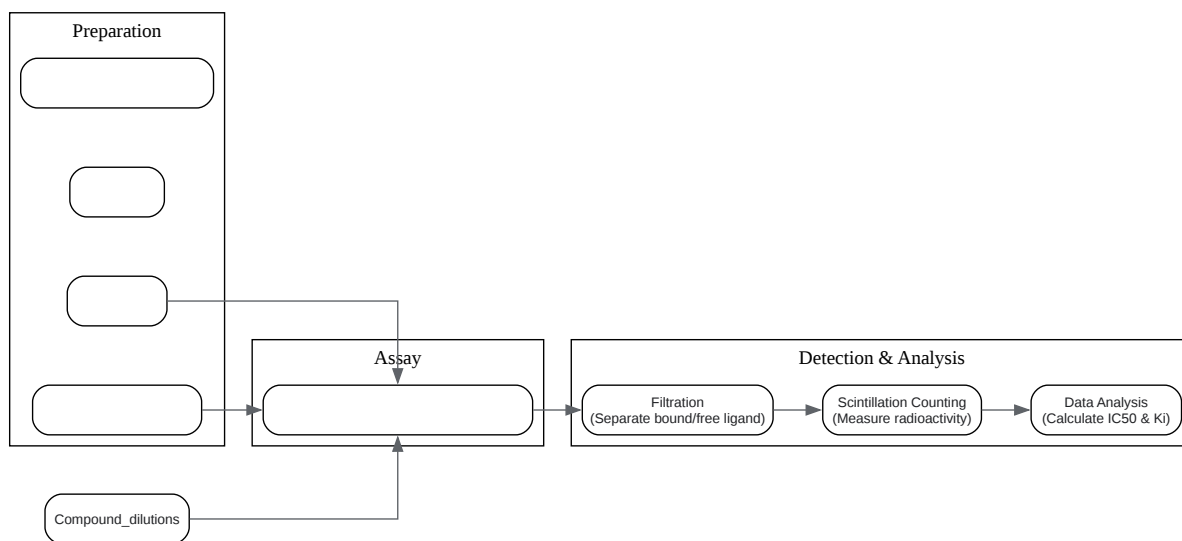 Preparation
Assay
Detection & Analysis
Filtration
(Separate bound/free ligand)
Scintillation Counting
(Measure radioactivity)
Data Analysis
(Calculate IC50 & Ki)
Compound_dilutions